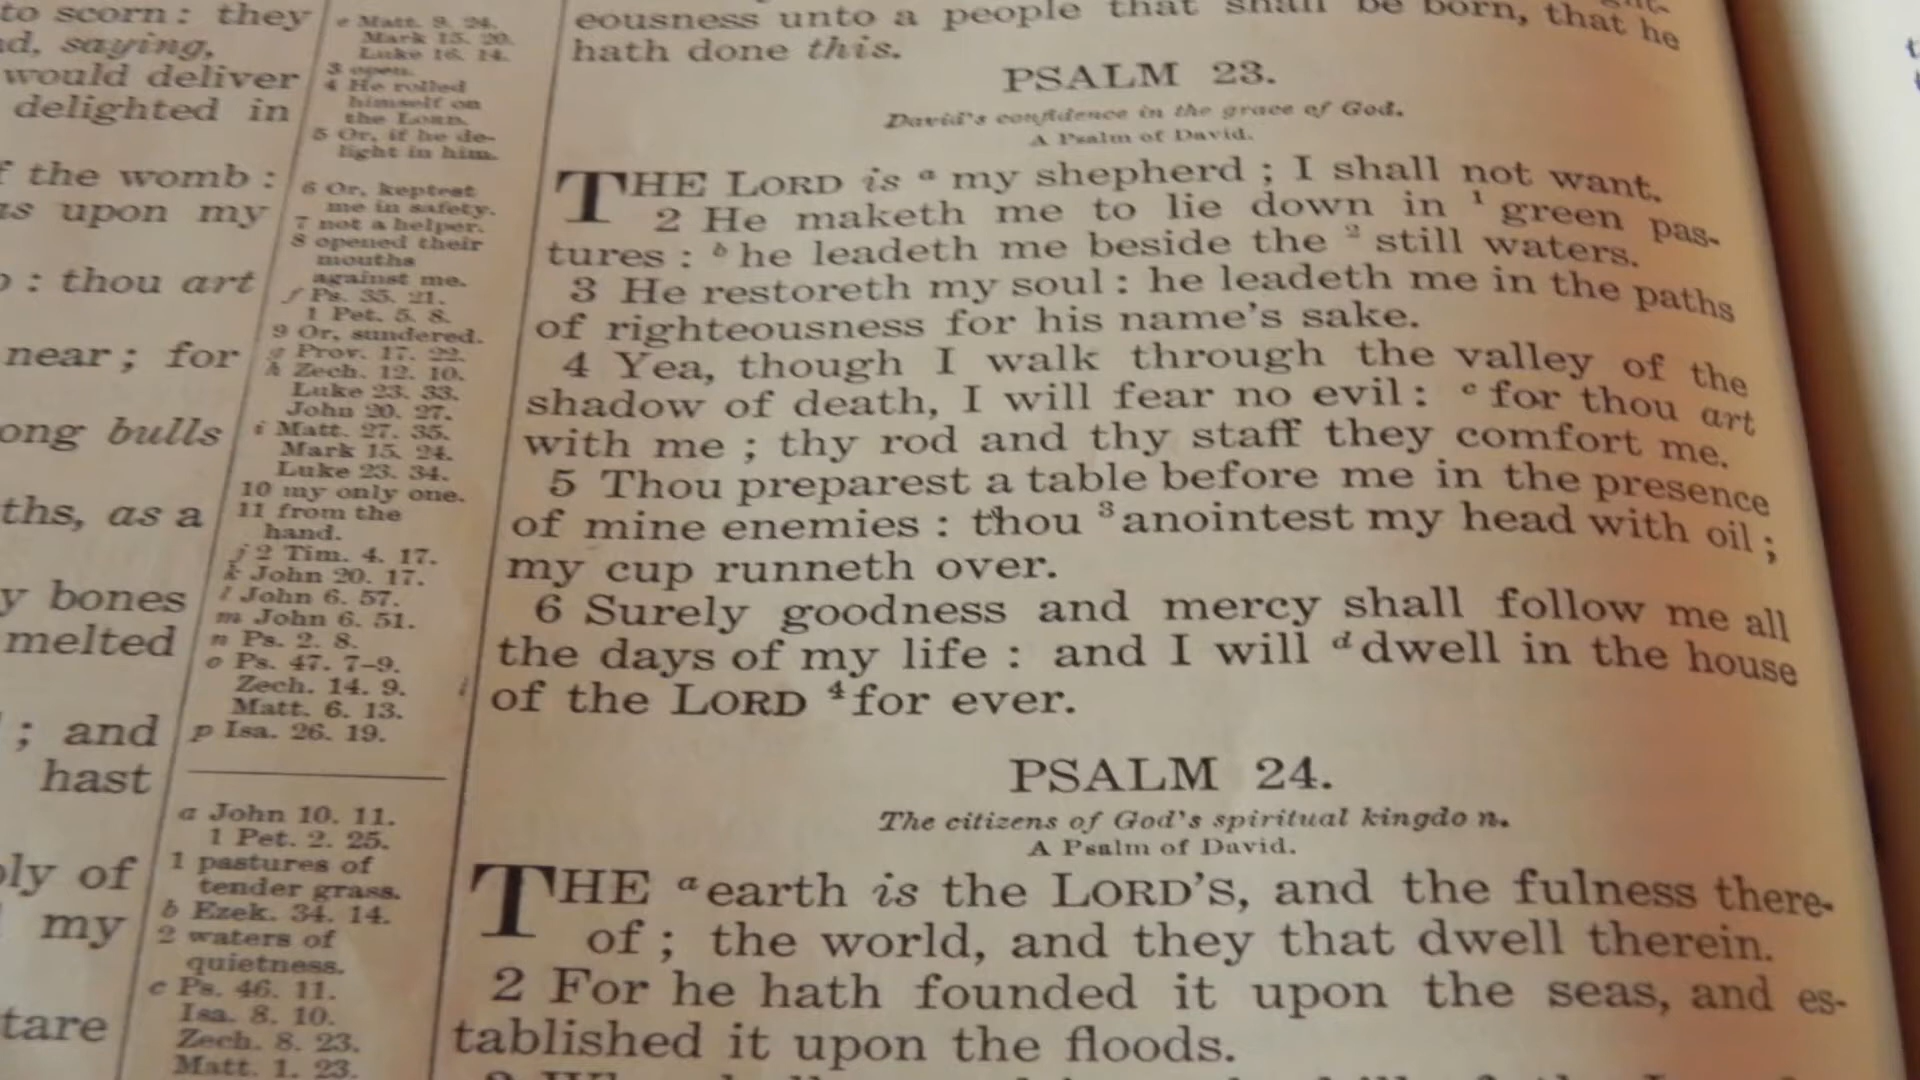 to scorn: they
nd, saying,
would deliver
delighted in
f the womb:
as upon my
o: thou art
near; for
ong bulls
ths, as a
y bones
melted
; and
hast
ply of
my
tare
e Matt. 9. 24.
Mark 15. 20.
Luke 16. 14.
3 open.
4 He rolled
himself on
the LORD.
5 Or, if he de-
light in him.
6 Or, keptest
me in safety.
7 not a helper.
8 opened their
mouths
against me.
f Ps. 35. 21.
1 Pet. 5. 8.
9 Or, sundered.
g Prov. 17. 22.
h Zech. 12. 10.
Luke 23. 33.
John 20. 27.
i Matt. 27. 35.
Mark 15. 24.
Luke 23. 34.
10 my only one.
11 from the
hand.
j 2 Tim. 4. 17.
k John 20. 17.
l John 6. 57.
m John 6. 51.
n Ps. 2. 8.
o Ps. 47. 7-9.
Zech. 14. 9.
Matt. 6. 13.
p Isa. 26. 19.
a John 10. 11.
1 Pet. 2. 25.
1 pastures of
tender grass.
b Ezek. 34. 14.
2 waters of
quietness.
c Ps. 46. 11.
Isa. 8. 10.
Zech. 8. 23.
Matt. 1. 23.
eousness unto a people that shall be born, that he
hath done this.
PSALM 23.
David's confidence in the grace of God.
A Psalm of David.
THE LORD is a my shepherd; I shall not want.
2 He maketh me to lie down in 1 green pas-
tures: b he leadeth me beside the 2 still waters.
3 He restoreth my soul: he leadeth me in the paths
of righteousness for his name's sake.
4 Yea, though I walk through the valley of the
shadow of death, I will fear no evil: c for thou art
with me; thy rod and thy staff they comfort me.
5 Thou preparest a table before me in the presence
of mine enemies: thou 3 anointest my head with oil;
my cup runneth over.
6 Surely goodness and mercy shall follow me all
the days of my life: and I will d dwell in the house
of the LORD 4 for ever.
PSALM 24.
The citizens of God's spiritual kingdo n.
A Psalm of David.
THE a earth is the LORD'S, and the fulness there-
of; the world, and they that dwell therein.
2 For he hath founded it upon the seas, and es-
tablished it upon the floods.